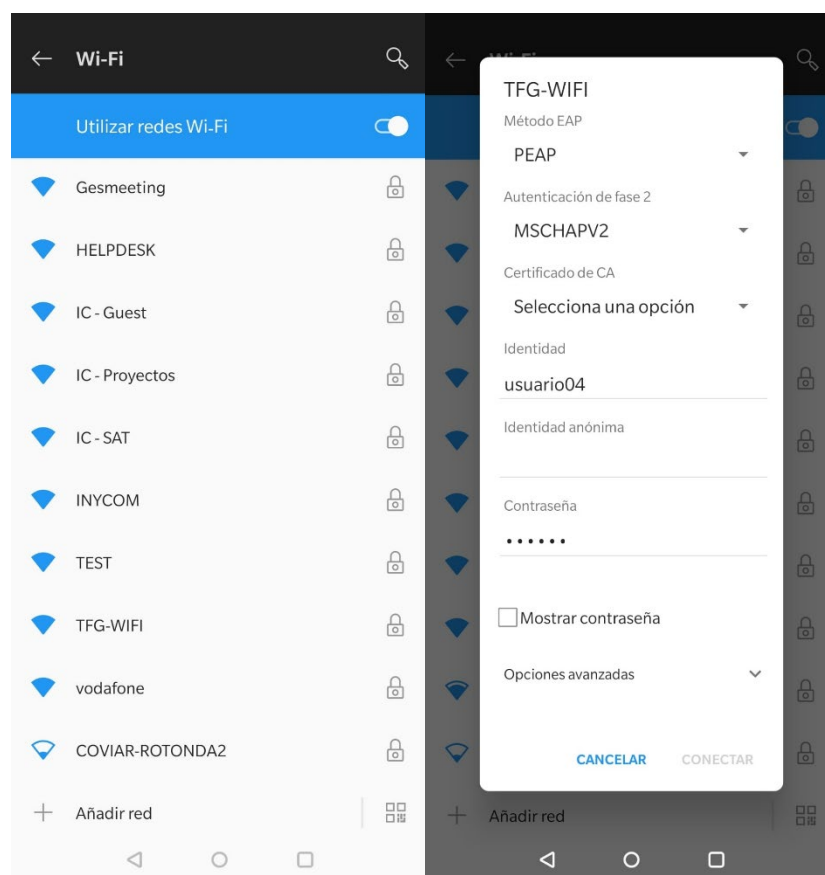 Wi-Fi
Utilizar redes Wi-Fi
Gesmeeting
HELPDESK
IC - Guest
IC - Proyectos
IC - SAT
INYCOM
TEST
TFG-WIFI
vodafone
COVIAR-ROTONDA2
Añadir red
TFG-WIFI
Método EAP
PEAP
Autenticación de fase 2
MSCHAPV2
Certificado de CA
Selecciona una opción
Identidad
usuario04
Identidad anónima
Contraseña
••••••
Mostrar contraseña
Opciones avanzadas
CANCELAR CONECTAR
Añadir red